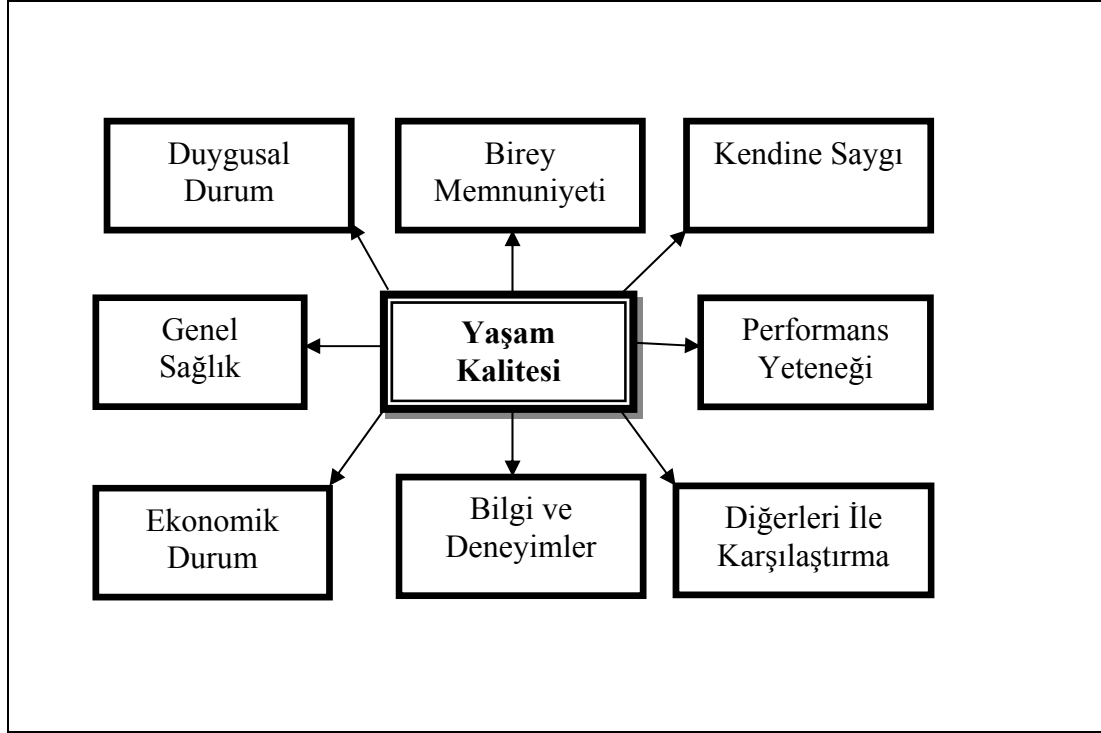 Duygusal
Durum
Birey
Memnuniyeti
Kendine Saygı
Genel
Sağlık
Yaşam
Kalitesi
Performans
Yeteneği
Ekonomik
Durum
Bilgi ve
Deneyimler
Diğerleri İle
Karşılaştırma